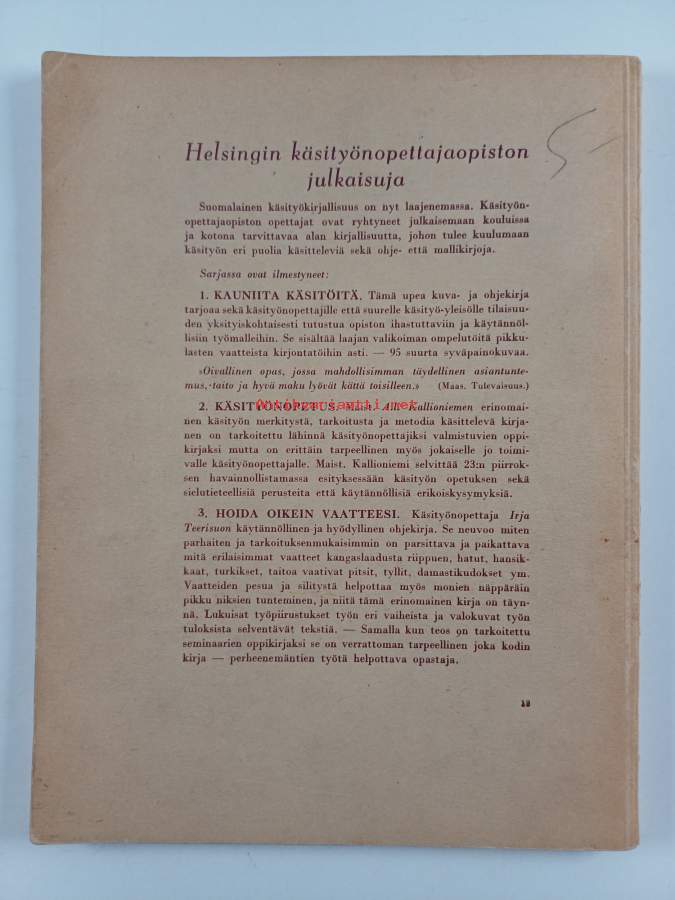 Helsingin käsityönopettajaopiston
julkaisuja
5-
Suomalainen käsityökirjallisuus on nyt laajenemassa. Käsityön-
opettajaopiston opettajat ovat ryhtyneet julkaisemaan kouluissa
ja kotona tarvittavaa alan kirjallisuutta, johon tulee kuulumaan
käsityön eri puolia käsitteleviä sekä ohje- että mallikirjoja.
Sarjassa ovat ilmestyneet:
1. KAUNIITA KÄSITÖITÄ. Tämä upea kuva- ja ohjekirja
tarjoaa sekä käsityönopettajille että suurelle käsityö-yleisölle tilaisuu-
den yksityiskohtaisesti tutustua opiston ihastuttaviin ja käytännöl-
lisiin työmalleihin. Se sisältää laajan valikoiman ompelutöitä pikku-
lasten vaatteista kirjontatöihin asti. — 95 suurta syväpainokuvaa.
»Oivallinen opas, jossa mahdollisimman täydellinen asiantunte-
mus, taito ja hyvä maku lyövät kättä toisilleen.» (Maas. Tulevaisuus.)
2. KÄSITYÖNOPETUS. Maist. Alli Kallioniemen erinomai-
Antikvariaatti.net
nen käsityön merkitystä, tarkoitusta ja metodia käsittelevä kirja-
nen on tarkoitettu lähinnä käsityönopettajiksi valmistuvien oppi-
kirjaksi mutta on erittäin tarpeellinen myös jokaiselle jo toimi-
valle käsityönopettajalle. Maist. Kallioniemi selvittää 23:n piirrok-
sen havainnollistamassa esityksessään käsityön opetuksen sekä
sielutieteellisiä perusteita että käytännöllisiä erikoiskysymyksiä.
3. HOIDA OIKEIN VAATTEESI. Käsityönopettaja Irja
Teerisuon käytännöllinen ja hyödyllinen ohjekirja. Se neuvoo miten
parhaiten ja tarkoituksenmukaisimmin on parsittava ja paikattava
mitä erilaisimmat vaatteet kangaslaadusta riippuen, hatut, hansik-
kaat, turkikset, taitoa vaativat pitsit, tyllit, damastikudokset ym.
Vaatteiden pesua ja silitystä helpottaa myös monien näppäräin
pikku niksien tunteminen, ja niitä tämä erinomainen kirja on täyn-
nä. Lukuisat työpiirustukset työn eri vaiheista ja valokuvat työn
tuloksista selventävät tekstiä. — Samalla kun teos on tarkoitettu
seminaarien oppikirjaksi se on verrattoman tarpeellinen joka kodin
kirja — perheenemäntien työtä helpottava opastaja.